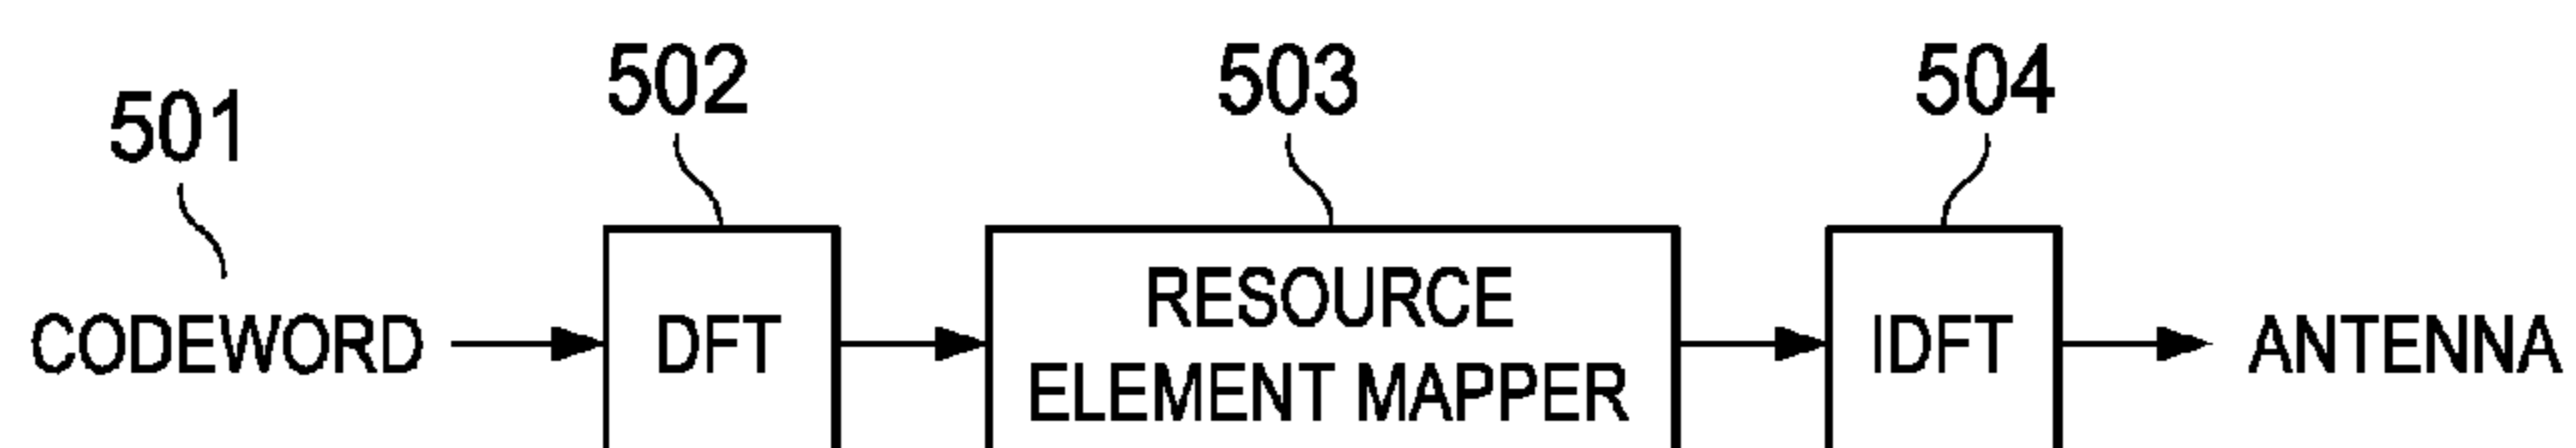 501
502
503
504
CODEWORD
DFT
RESOURCE
ELEMENT MAPPER
IDFT
ANTENNA